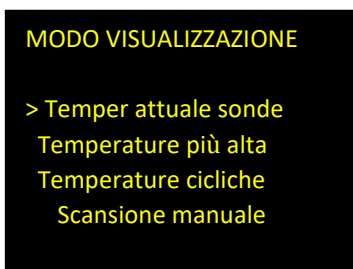 MODO VISUALIZZAZIONE
> Temper attuale sonde
Temperature più alta
Temperature cicliche
Scansione manuale